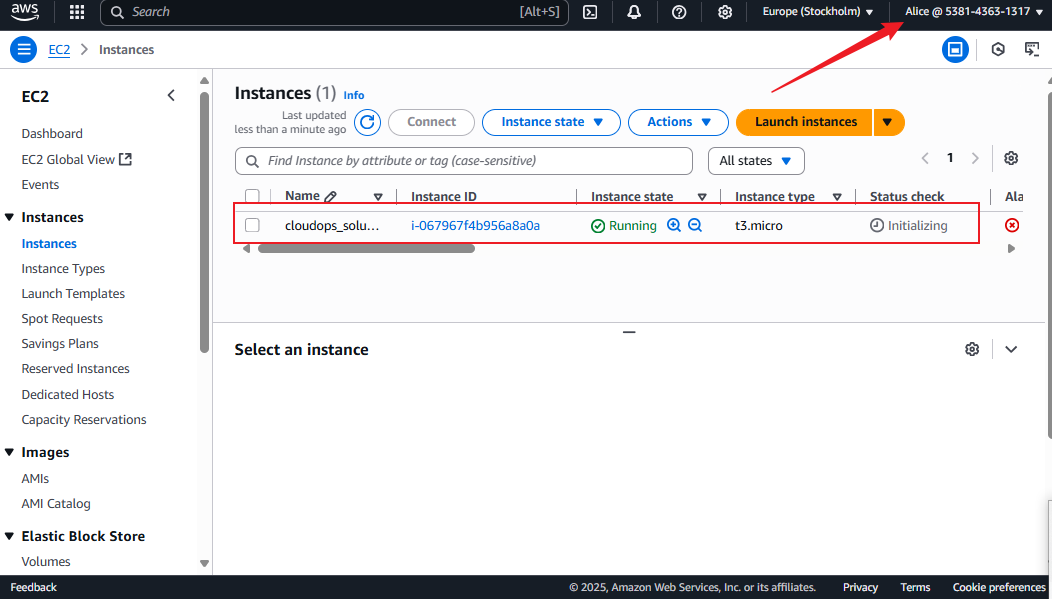 aws
Search [Alt+S] Europe (Stockholm) Alice @ 5381-4363-1317
EC2 Instances
EC2
Dashboard
EC2 Global View
Events
Instances
Instances
Instance Types
Launch Templates
Spot Requests
Savings Plans
Reserved Instances
Dedicated Hosts
Capacity Reservations
Images
AMIs
AMI Catalog
Elastic Block Store
Volumes
Instances (1) Info
Last updated
less than a minute ago
Connect Instance state Actions Launch instances
Find Instance by attribute or tag (case-sensitive) All states 1
Name Instance ID Instance state Instance type Status check Ala
cloudops_solu... i-067967f4b956a8a0a Running t3.micro Initializing
Select an instance
Feedback © 2025, Amazon Web Services, Inc. or its affiliates. Privacy Terms Cookie preferences